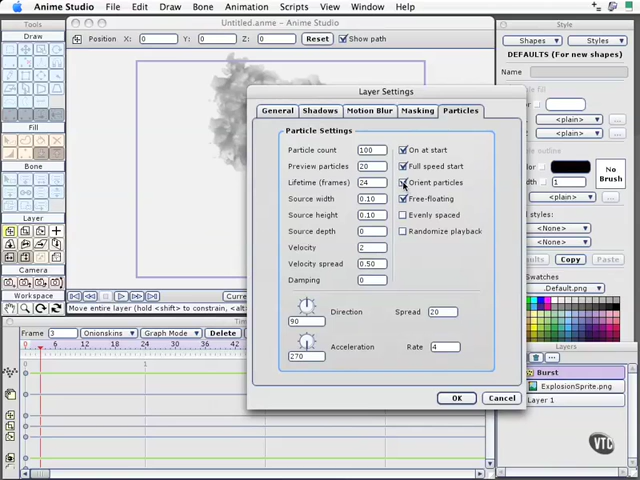 Anime Studio File Edit Draw Bone Animation Scripts View Window Help
Untitled.anme - Anime Studio
Tools
Draw
Fill
Bone
Layer
Camera
Workspace
Position X: 0 Y: 0 Z: 0 Reset Show path
Layer Settings
General Shadows Motion Blur Masking Particles
Particle Settings
Particle count 100 On at start
Preview particles 20 Full speed start
Lifetime (frames) 24 Orient particles
Source width 0.10 Free-floating
Source height 0.10 Evenly spaced
Source depth 0 Randomize playback
Velocity 2
Velocity spread 0.50
Damping 0
Direction Spread 20
90
Acceleration Rate 4
270
OK Cancel
Style
Shapes Styles
DEFAULTS (For new shapes)
Name
<plain>
<plain>
No Brush
1
<plain>
<None>
<None>
Copy Paste
Swatches
.Default.png
Layers
Burst
ExplosionSprite.png
Layer 1
Move entire layer (hold <shift> to constrain, <alt>
Frame 3 Onionskins Graph Mode Delete
6 12 18 24 30 36 42
1
VTC